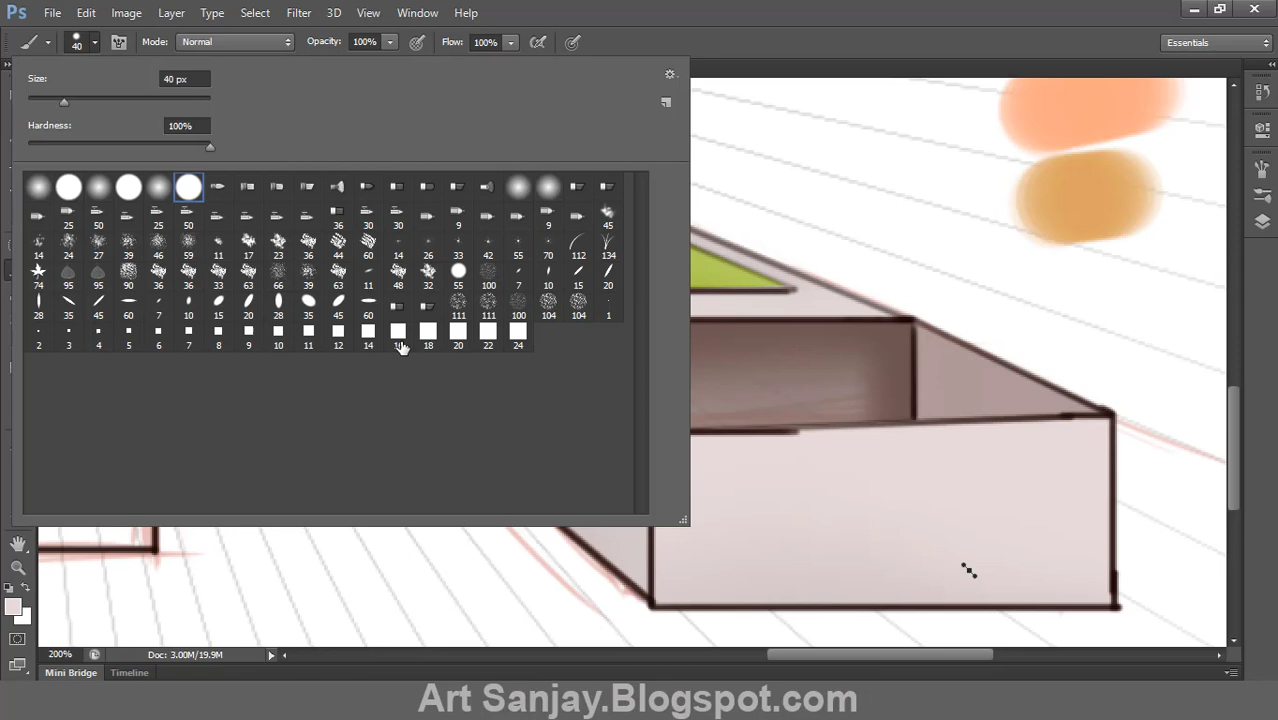 Ps File Edit Image Layer Type Select Filter 3D View Window Help
40 Mode: Normal Opacity: 100% Flow: 100% Essentials
Size: 40 px
Hardness: 100%
25 50 25 50 36 30 30 9 9 45
14 24 27 39 46 59 11 17 23 36 44 60 14 26 33 42 55 70 112 134
74 95 95 90 36 36 33 63 66 39 63 11 48 32 55 100 7 10 15 20
28 35 45 60 7 10 15 20 28 35 45 60 111 111 100 104 104 1
2 3 4 5 6 7 8 9 10 11 12 14 18 20 22 24
200% Doc: 3.00M/19.9M
Mini Bridge Timeline
Art Sanjay.Blogspot.com